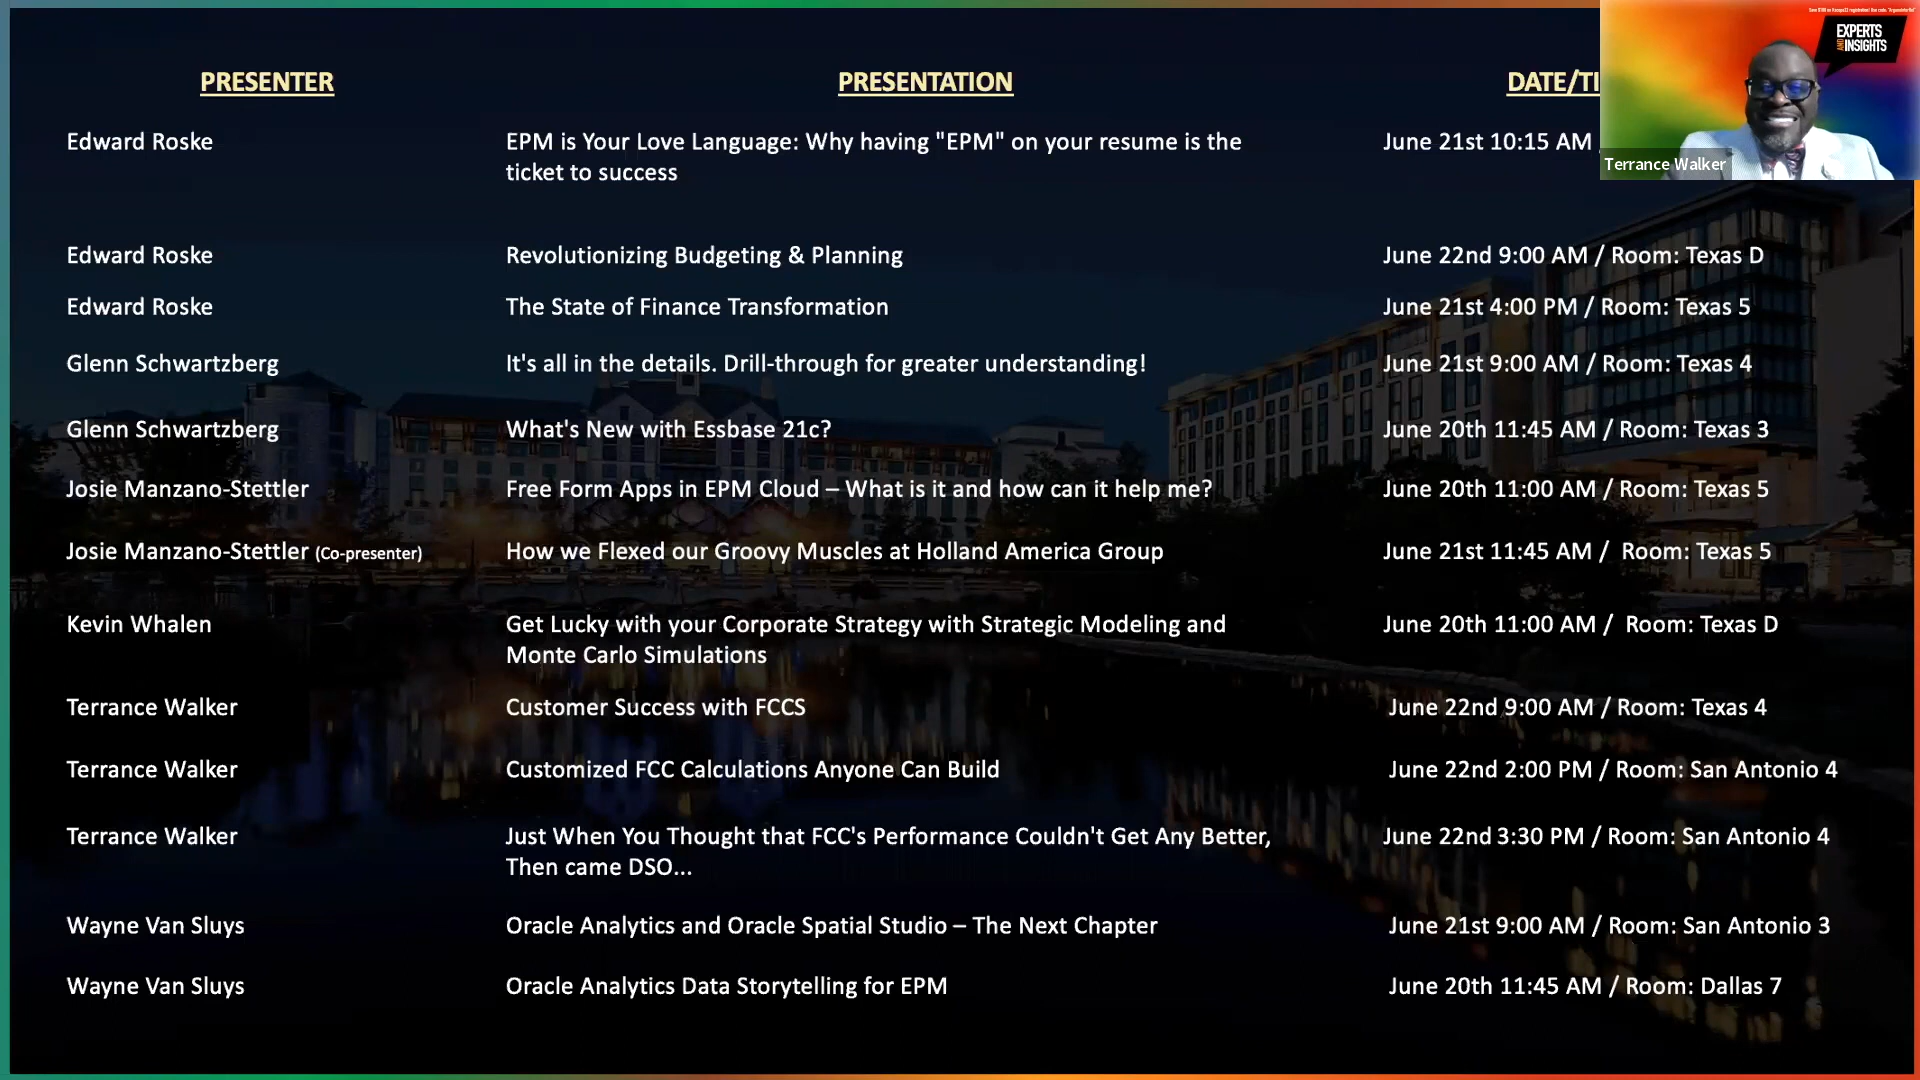 PRESENTER PRESENTATION DATE/TI
EXPERTS
AND INSIGHTS
Terrance Walker
Edward Roske EPM is Your Love Language: Why having "EPM" on your resume is the June 21st 10:15 AM
ticket to success
Edward Roske Revolutionizing Budgeting & Planning June 22nd 9:00 AM / Room: Texas D
Edward Roske The State of Finance Transformation June 21st 4:00 PM / Room: Texas 5
Glenn Schwartzberg It's all in the details. Drill-through for greater understanding! June 21st 9:00 AM / Room: Texas 4
Glenn Schwartzberg What's New with Essbase 21c? June 20th 11:45 AM / Room: Texas 3
Josie Manzano-Stettler Free Form Apps in EPM Cloud – What is it and how can it help me? June 20th 11:00 AM / Room: Texas 5
Josie Manzano-Stettler (Co-presenter) How we Flexed our Groovy Muscles at Holland America Group June 21st 11:45 AM / Room: Texas 5
Kevin Whalen Get Lucky with your Corporate Strategy with Strategic Modeling and June 20th 11:00 AM / Room: Texas D
Monte Carlo Simulations
Terrance Walker Customer Success with FCCS June 22nd 9:00 AM / Room: Texas 4
Terrance Walker Customized FCC Calculations Anyone Can Build June 22nd 2:00 PM / Room: San Antonio 4
Terrance Walker Just When You Thought that FCC's Performance Couldn't Get Any Better, June 22nd 3:30 PM / Room: San Antonio 4
Then came DSO...
Wayne Van Sluys Oracle Analytics and Oracle Spatial Studio – The Next Chapter June 21st 9:00 AM / Room: San Antonio 3
Wayne Van Sluys Oracle Analytics Data Storytelling for EPM June 20th 11:45 AM / Room: Dallas 7